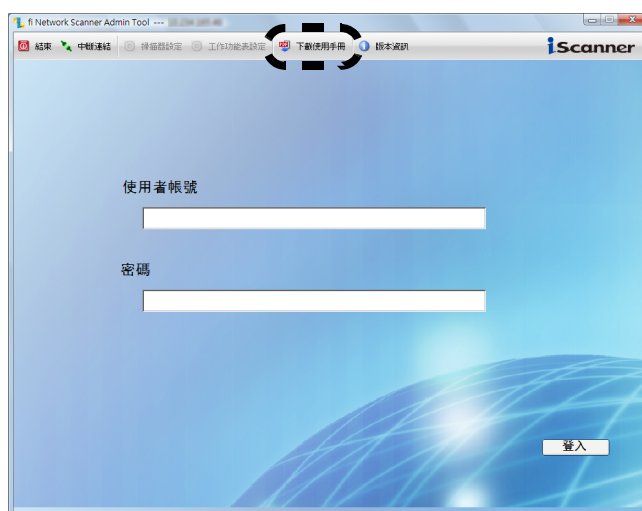 fi Network Scanner Admin Tool ---
結束 中斷連結 掃描器設定 工作功能表設定 下載使用手冊 版本資訊 iScanner
使用者帳號
密碼
登入